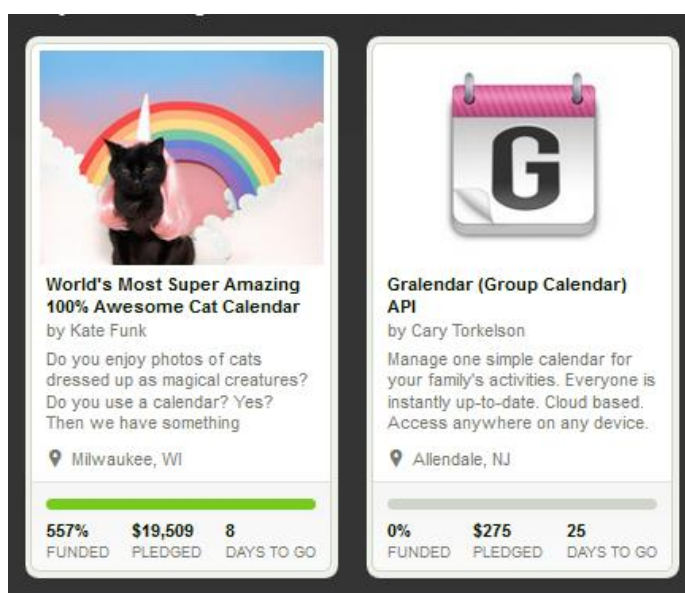 World's Most Super Amazing
100% Awesome Cat Calendar
by Kate Funk
Do you enjoy photos of cats
dressed up as magical creatures?
Do you use a calendar? Yes?
Then we have something
Milwaukee, WI
557% $19,509 8
FUNDED PLEDGED DAYS TO GO
G
Gralendar (Group Calendar)
API
by Cary Torkelson
Manage one simple calendar for
your family's activities. Everyone is
instantly up-to-date. Cloud based.
Access anywhere on any device.
Allendale, NJ
0% $275 25
FUNDED PLEDGED DAYS TO GO